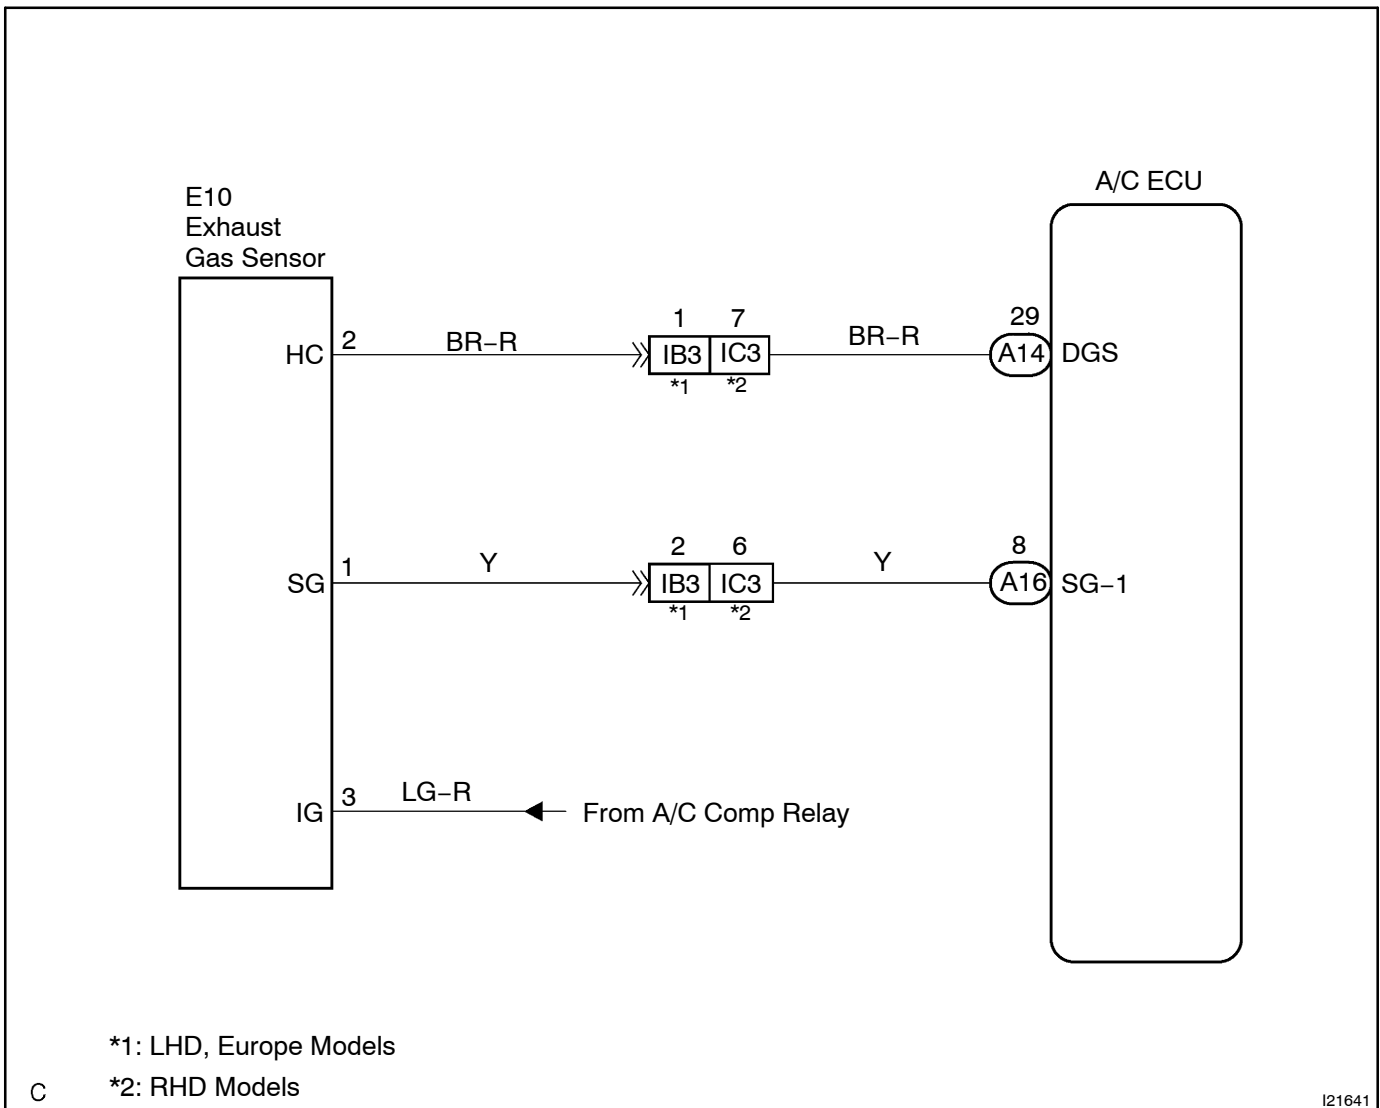 A/C ECU
E10
Exhaust
Gas Sensor
HC 2 BR–R 1 7 BR–R 29
IB3 IC3 A14 DGS
*1 *2
SG 1 Y 2 6 Y 8
IB3 IC3 A16 SG–1
*1 *2
IG 3 LG–R From A/C Comp Relay
*1: LHD, Europe Models
*2: RHD Models
C
I21641